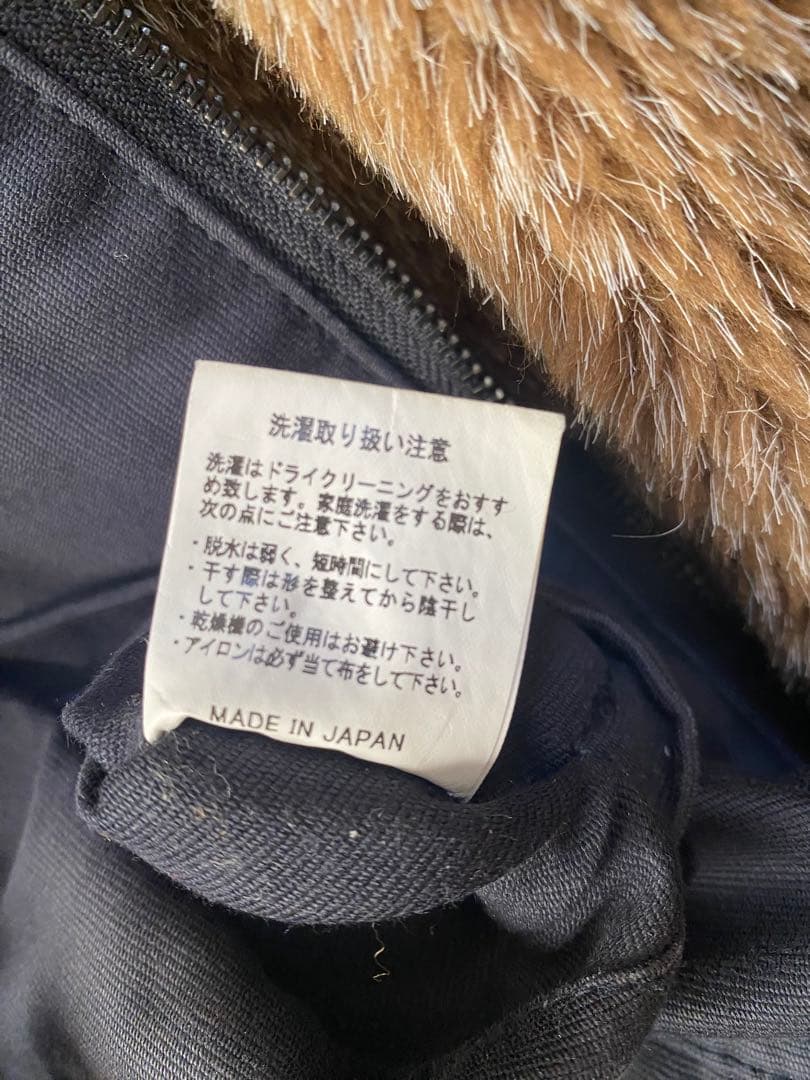 洗濯取り扱い注意
洗濯はドライクリーニングをおすす
め致します。家庭洗濯をする際は、
次の点にご注意下さい。
・脱水は弱く、短時間にして下さい。
・干す際は形を整えてから陰干し
して下さい。
・乾燥機のご使用はお避け下さい。
・アイロンは必ず当て布をして下さい。
MADE IN JAPAN